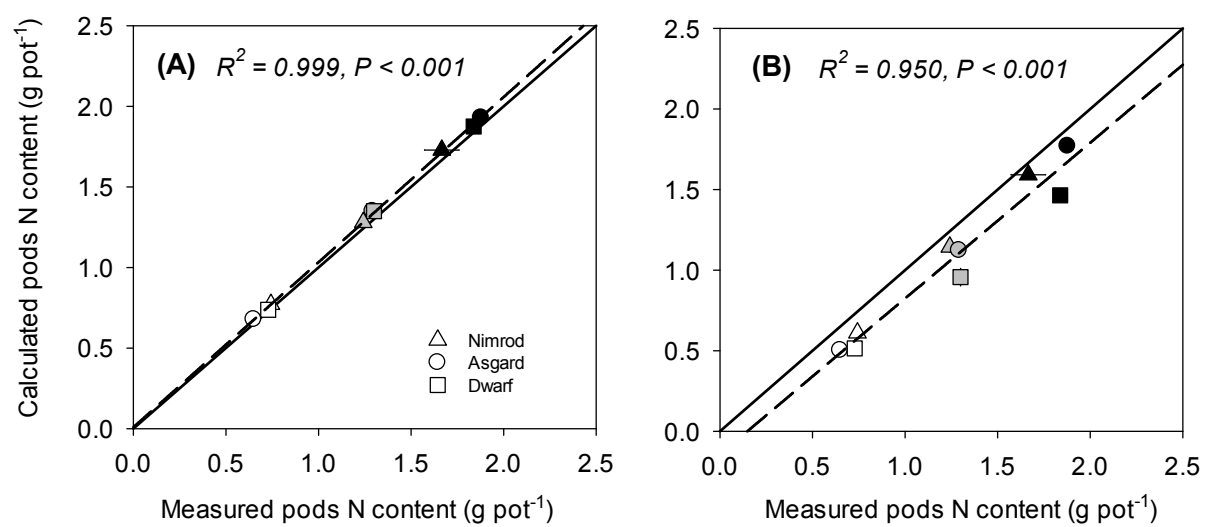 Calculated pods N content (g pot⁻¹)
(A) R² = 0.999, P < 0.001
2.5
2.0
1.5
1.0
0.5
0.0
Nimrod
Asgard
Dwarf
0.0 0.5 1.0 1.5 2.0 2.5
Measured pods N content (g pot⁻¹)
(B) R² = 0.950, P < 0.001
2.5
2.0
1.5
1.0
0.5
0.0
0.0 0.5 1.0 1.5 2.0 2.5
Measured pods N content (g pot⁻¹)